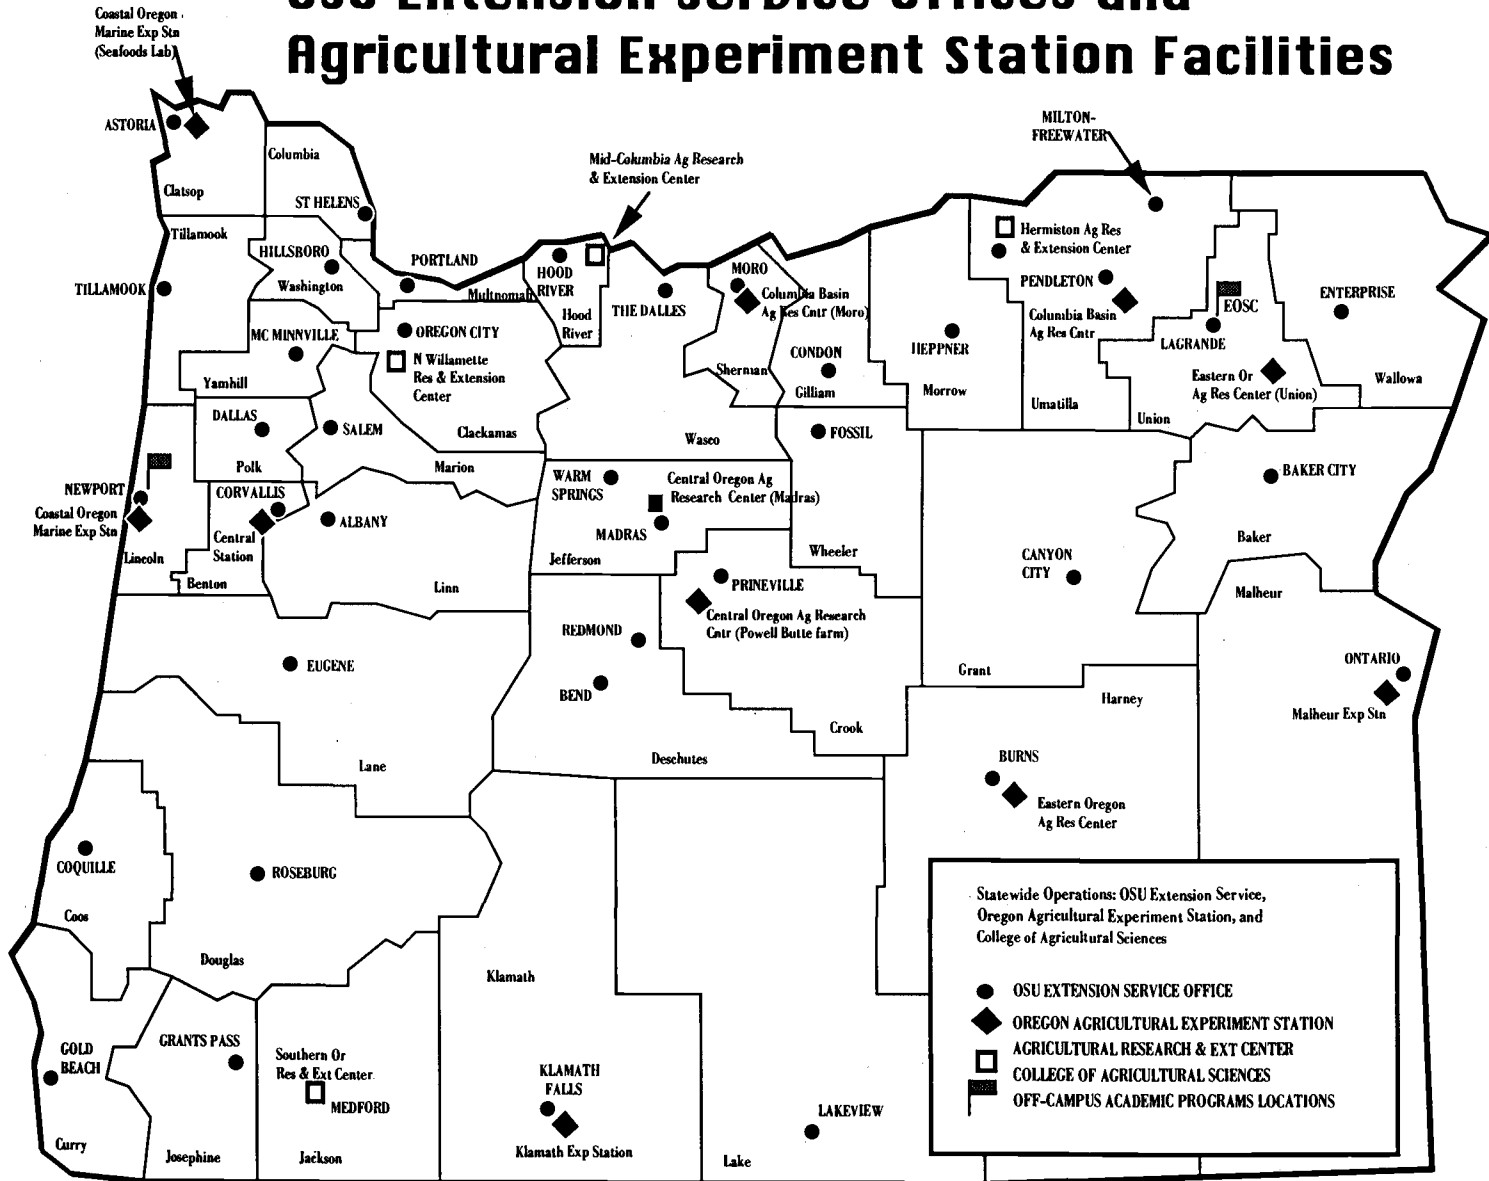 OSU Extension Service Offices and
Agricultural Experiment Station Facilities
Coastal Oregon
Marine Exp Stn
(Seafoods Lab)
ASTORIA
Clatsop
Columbia
ST HELENS
Mid-Columbia Ag Research
& Extension Center
MILTON-
FREEWATER
Tillamook
TILLAMOOK
HILLSBORO
Washington
PORTLAND
Multnomah
HOOD
RIVER
Hood
River
THE DALLES
MORO
Columbia Basin
Ag Res Cntr (Moro)
Hermiston Ag Res
& Extension Center
PENDLETON
Columbia Basin
Ag Res Cntr
EOSC
LAGRANDE
ENTERPRISE
MC MINNVILLE
Yamhill
OREGON CITY
N Willamette
Res & Extension
Center
Clackamas
Sherman
CONDON
Gilliam
HEPPNER
Morrow
Umatilla
Union
Eastern Or
Ag Res Center (Union)
Wallowa
DALLAS
Polk
SALEM
Marion
Wasco
FOSSIL
BAKER CITY
Baker
NEWPORT
Coastal Oregon
Marine Exp Stn
Lincoln
CORVALLIS
Central
Station
Benton
ALBANY
Linn
WARM
SPRINGS
Central Oregon Ag
Research Center (Madras)
MADRAS
Jefferson
Wheeler
CANYON
CITY
Malheur
PRINEVILLE
Central Oregon Ag Research
Cntr (Powell Butte farm)
REDMOND
BEND
EUGENE
Lane
Deschutes
Crook
Grant
Harney
ONTARIO
Malheur Exp Stn
BURNS
Eastern Oregon
Ag Res Center
COQUILLE
Coos
ROSEBURG
Douglas
Klamath
GOLD
BEACH
Curry
GRANTS PASS
Josephine
Southern Or
Res & Ext Center
MEDFORD
Jackson
KLAMATH
FALLS
Klamath Exp Station
LAKEVIEW
Lake
Statewide Operations: OSU Extension Service,
Oregon Agricultural Experiment Station, and
College of Agricultural Sciences
OSU EXTENSION SERVICE OFFICE
OREGON AGRICULTURAL EXPERIMENT STATION
AGRICULTURAL RESEARCH & EXT CENTER
COLLEGE OF AGRICULTURAL SCIENCES
OFF-CAMPUS ACADEMIC PROGRAMS LOCATIONS